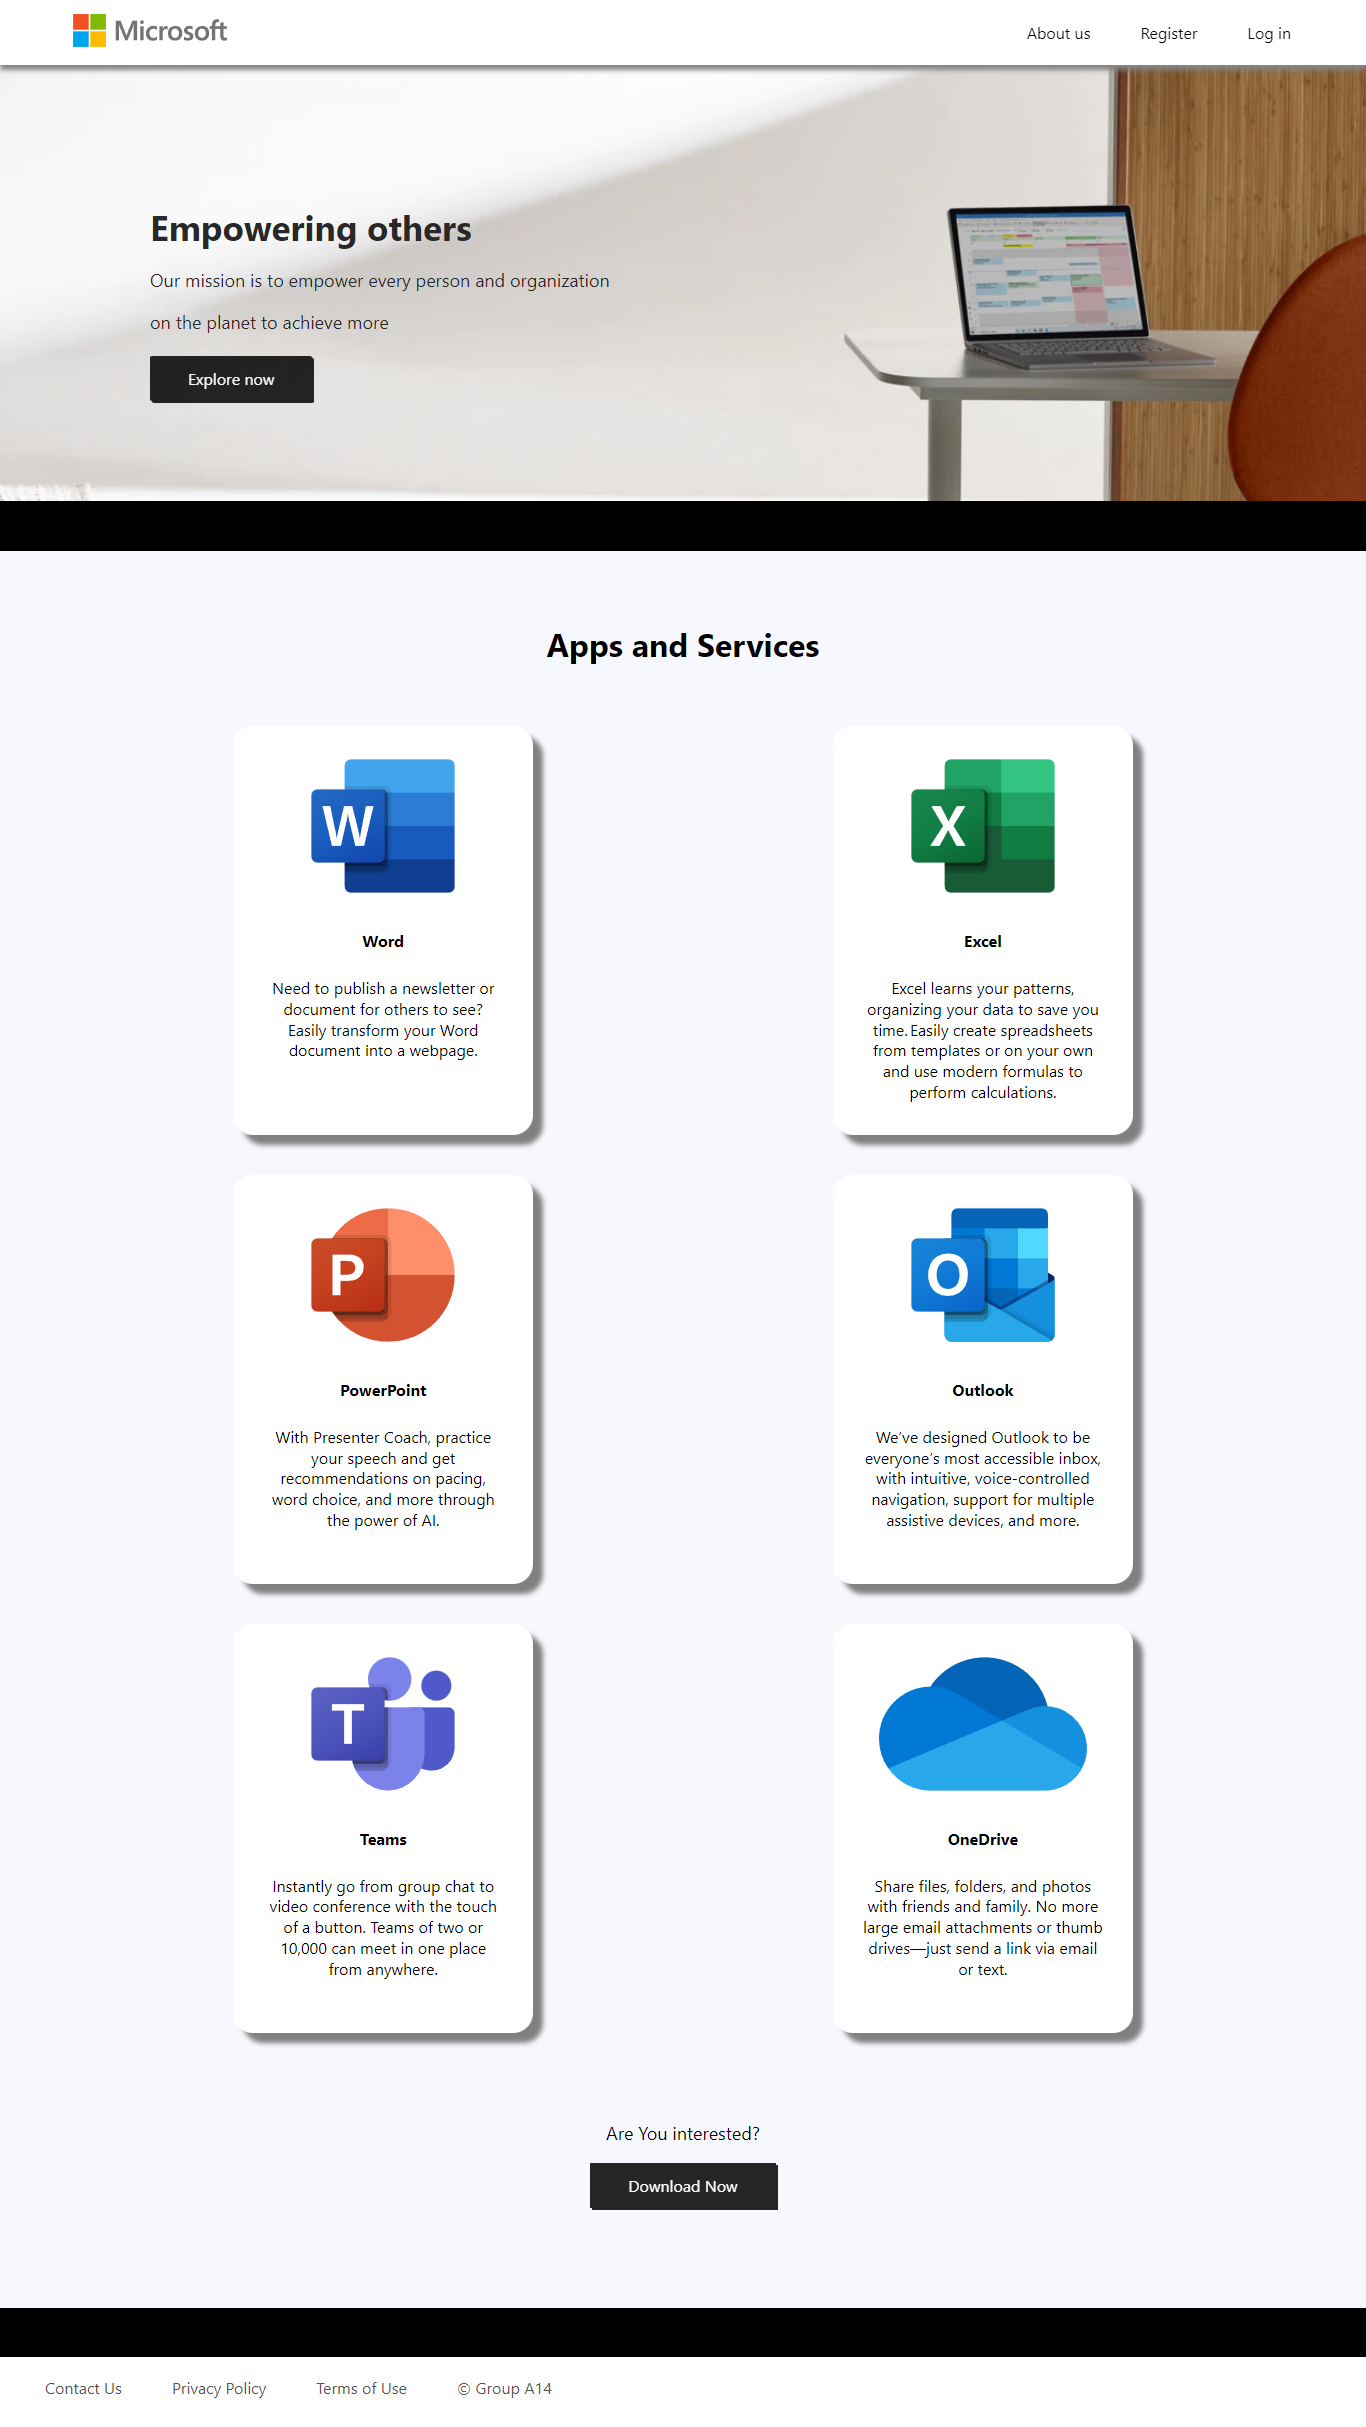 Microsoft
About us
Register
Log in
Empowering others
Our mission is to empower every person and organization
on the planet to achieve more
Explore now
Apps and Services
W
Word
Need to publish a newsletter or
document for others to see?
Easily transform your Word
document into a webpage.
X
Excel
Excel learns your patterns,
organizing your data to save you
time. Easily create spreadsheets
from templates or on your own
and use modern formulas to
perform calculations.
P
PowerPoint
With Presenter Coach, practice
your speech and get
recommendations on pacing,
word choice, and more through
the power of AI.
O
Outlook
We’ve designed Outlook to be
everyone’s most accessible inbox,
with intuitive, voice-controlled
navigation, support for multiple
assistive devices, and more.
T
Teams
Instantly go from group chat to
video conference with the touch
of a button. Teams of two or
10,000 can meet in one place
from anywhere.
OneDrive
Share files, folders, and photos
with friends and family. No more
large email attachments or thumb
drives—just send a link via email
or text.
Are You interested?
Download Now
Contact Us
Privacy Policy
Terms of Use
© Group A14